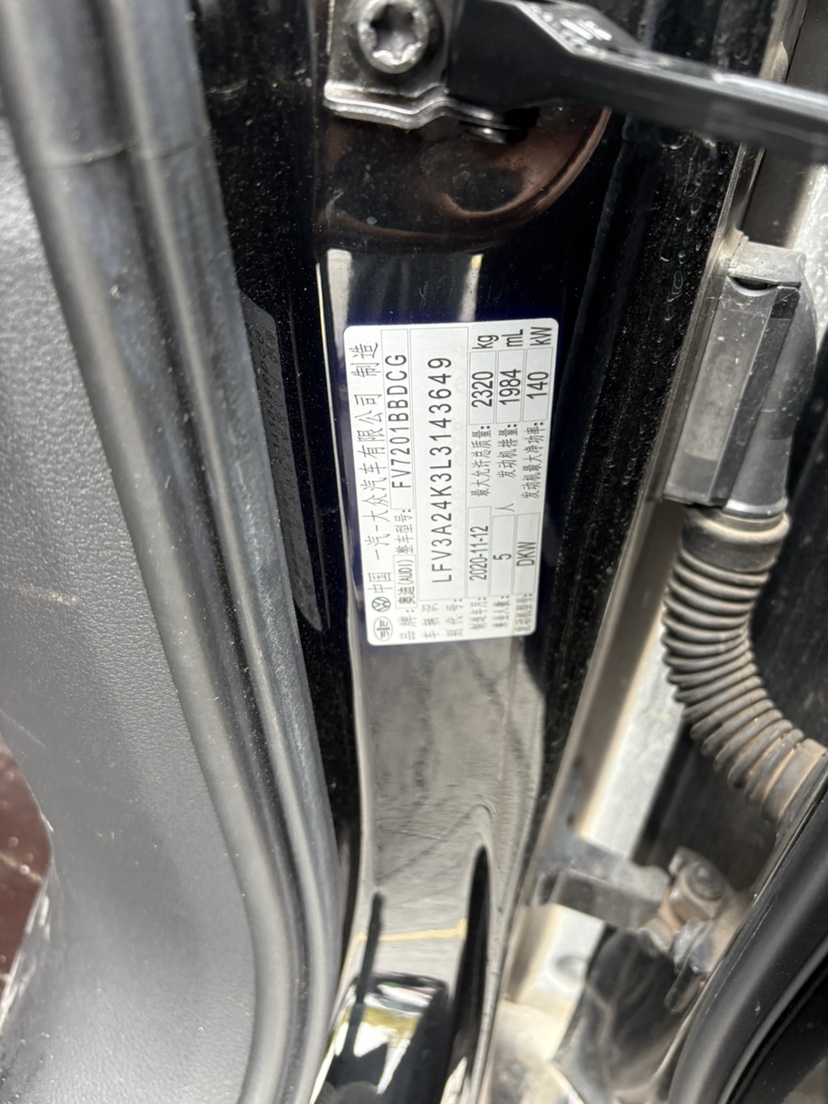 中国 一汽-大众汽车有限公司 制造
品牌: 奥迪(AUDI) 整车型号: FV7201BBDCG
车辆识别代号: LFV3A24K3L3143649
制造年月: 2020-11-12 最大允许总质量: 2320 kg
乘坐人数: 5 人 发动机排量: 1984 mL
发动机型号: DKW 发动机最大净功率: 140 kW